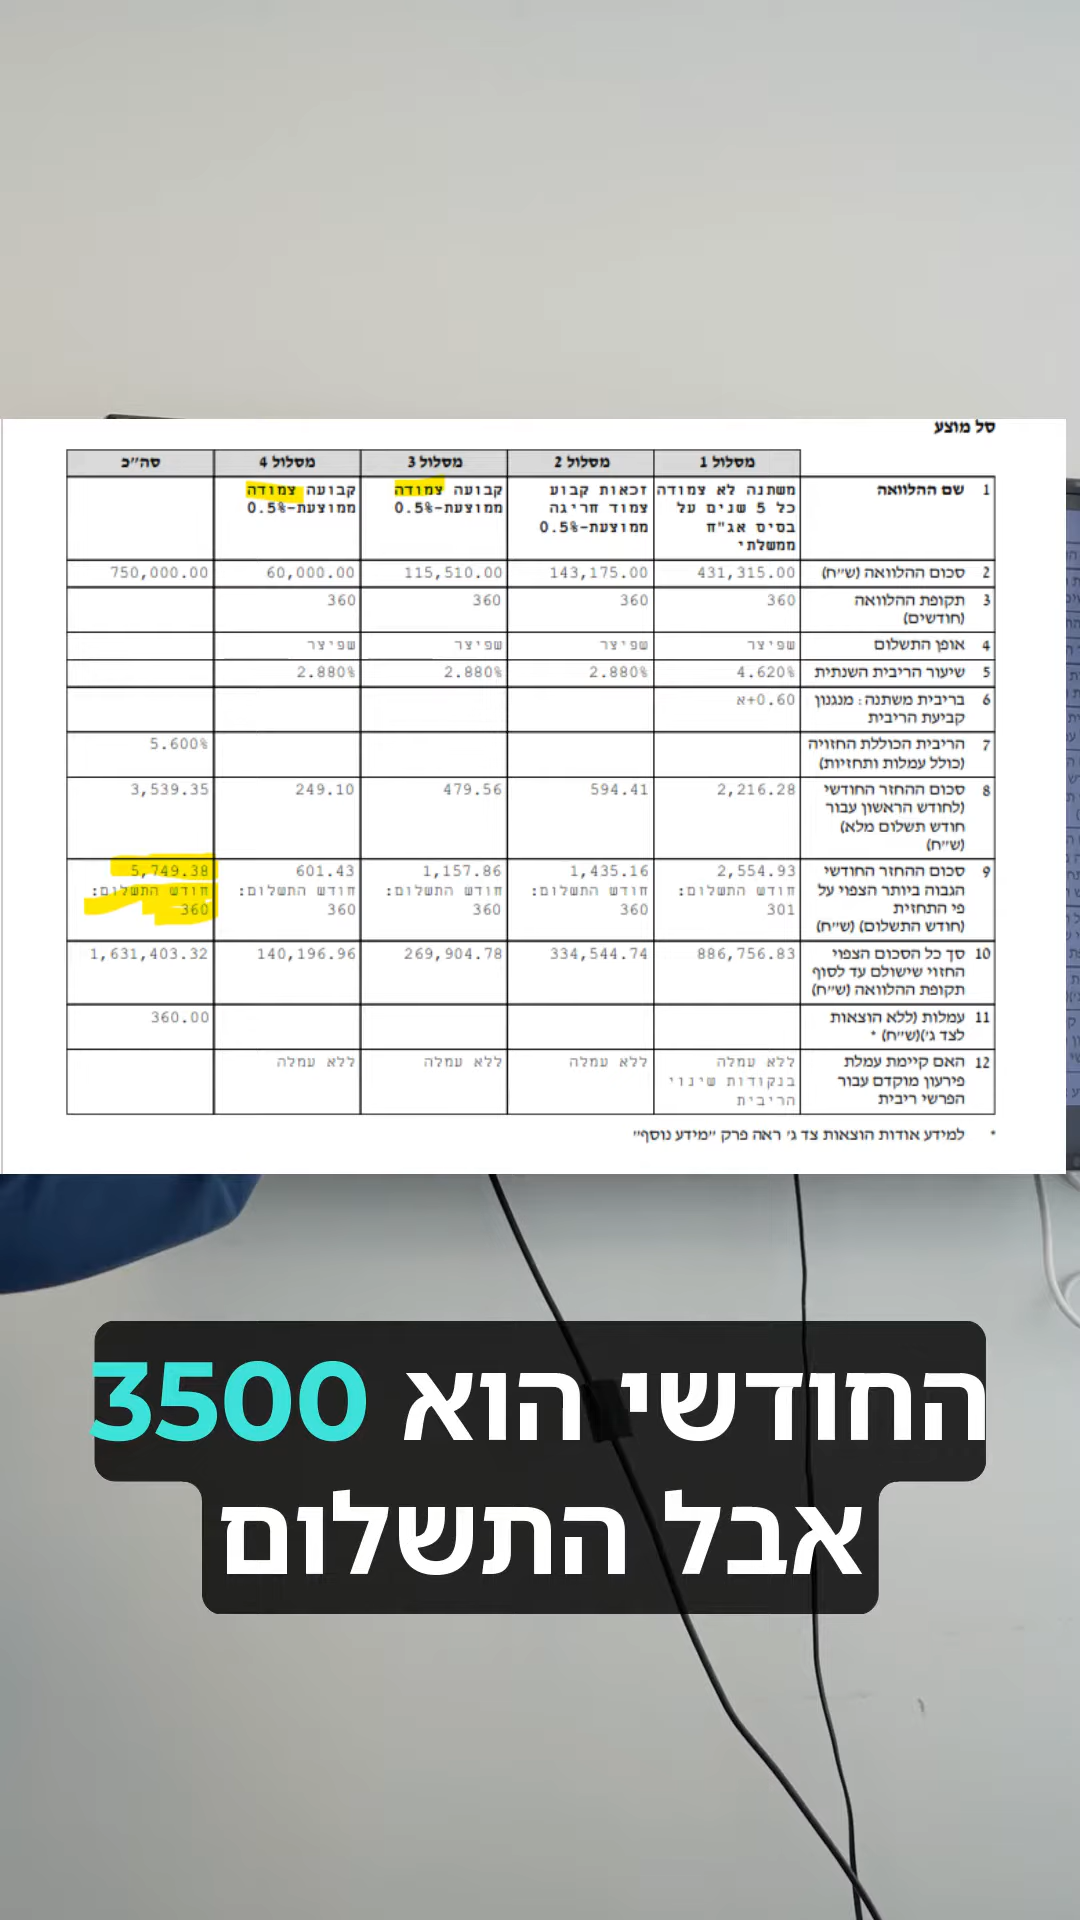 סל מוצע
מסלול 1 מסלול 2 מסלול 3 מסלול 4 סה״כ
1 שם ההלוואה משתנה לא צמודה זכאות קבוע קבועה צמודה קבועה צמודה
כל 5 שנים על צמוד חריגה ממוצעת-0.5% ממוצעת-0.5%
בסיס אג"ח ממוצעת-0.5%
ממשלתי
2 סכום ההלוואה (ש״ח) 431,315.00 143,175.00 115,510.00 60,000.00 750,000.00
3 תקופת ההלוואה 360 360 360 360
(חודשים)
4 אופן התשלום שפיצר שפיצר שפיצר שפיצר
5 שיעור הריבית השנתית 4.620% 2.880% 2.880% 2.880%
6 בריבית משתנה: מנגנון א+0.60
קביעת הריבית
7 הריבית הכוללת החזויה 5.600%
(כולל עמלות ותחזיות)
8 סכום ההחזר החודשי 2,216.28 594.41 479.56 249.10 3,539.35
(לחודש הראשון עבור
חודש תשלום מלא)
(ש״ח)
9 סכום ההחזר החודשי 2,554.93 1,435.16 1,157.86 601.43 5,749.38
הגבוה ביותר הצפוי על חודש התשלום: חודש התשלום: חודש התשלום: חודש התשלום: חודש התשלום:
פי התחזית 301 360 360 360 360
(חודש התשלום) (ש״ח)
10 סך כל הסכום הצפוי 886,756.83 334,544.74 269,904.78 140,196.96 1,631,403.32
החזוי שישולם עד לסוף
תקופת ההלוואה (ש״ח)
11 עמלות (ללא הוצאות 360.00
לצד ג')(ש״ח) *
12 האם קיימת עמלת ללא עמלה ללא עמלה ללא עמלה ללא עמלה
פירעון מוקדם עבור בנקודות שינוי
הפרשי ריבית הריבית
* למידע אודות הוצאות צד ג' ראה פרק ״מידע נוסף״
החודשי הוא 3500
אבל התשלום